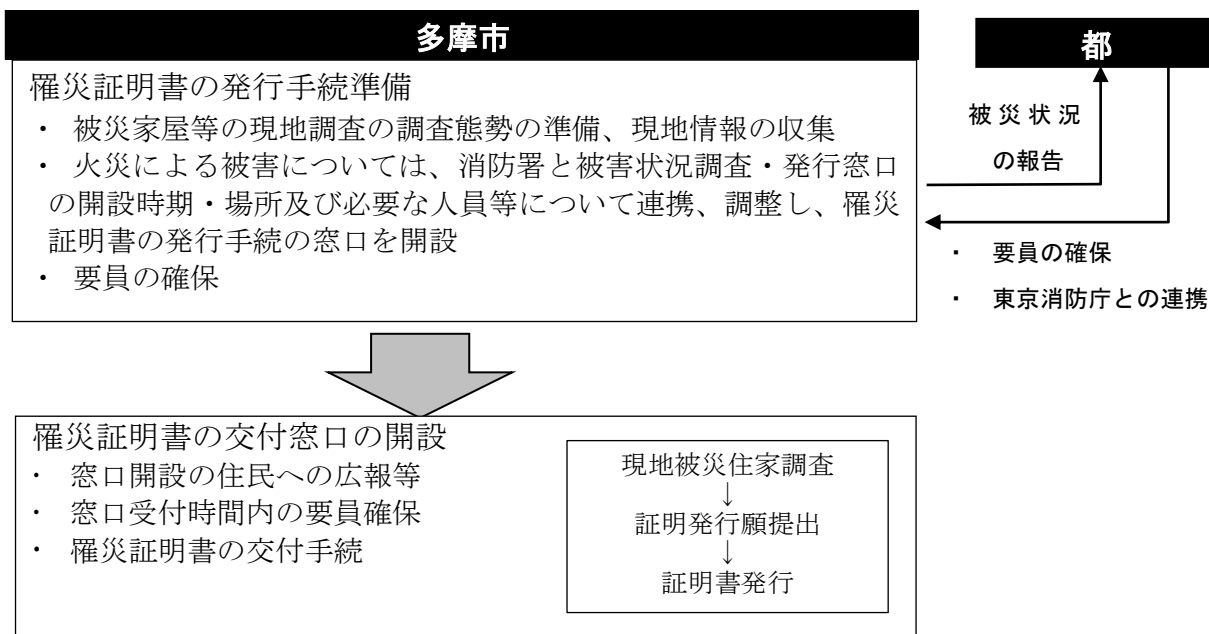 多摩市
罹災証明書の発行手続準備
・ 被災家屋等の現地調査の調査態勢の準備、現地情報の収集
・ 火災による被害については、消防署と被害状況調査・発行窓口
の開設時期・場所及び必要な人員等について連携、調整し、罹災
証明書の発行手続の窓口を開設
・ 要員の確保
都
被災状況
の報告
・ 要員の確保
・ 東京消防庁との連携
罹災証明書の交付窓口の開設
・ 窓口開設の住民への広報等
・ 窓口受付時間内の要員確保
・ 罹災証明書の交付手続
現地被災住家調査
↓
証明発行願提出
↓
証明書発行